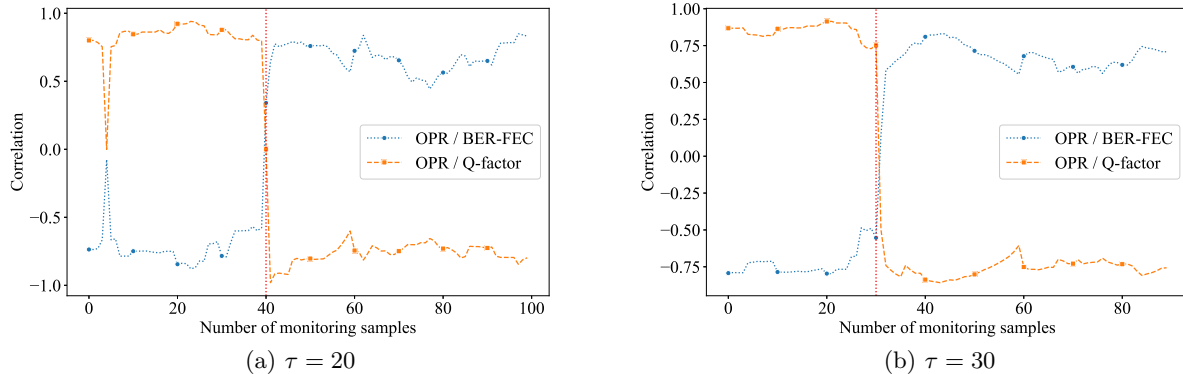 1.0
0.5
0.0
−0.5
−1.0
Correlation
0 20 40 60 80 100
Number of monitoring samples
OPR / BER-FEC
OPR / Q-factor
(a) τ = 20
1.00
0.75
0.50
0.25
0.00
−0.25
−0.50
−0.75
Correlation
0 20 40 60 80
Number of monitoring samples
OPR / BER-FEC
OPR / Q-factor
(b) τ = 30